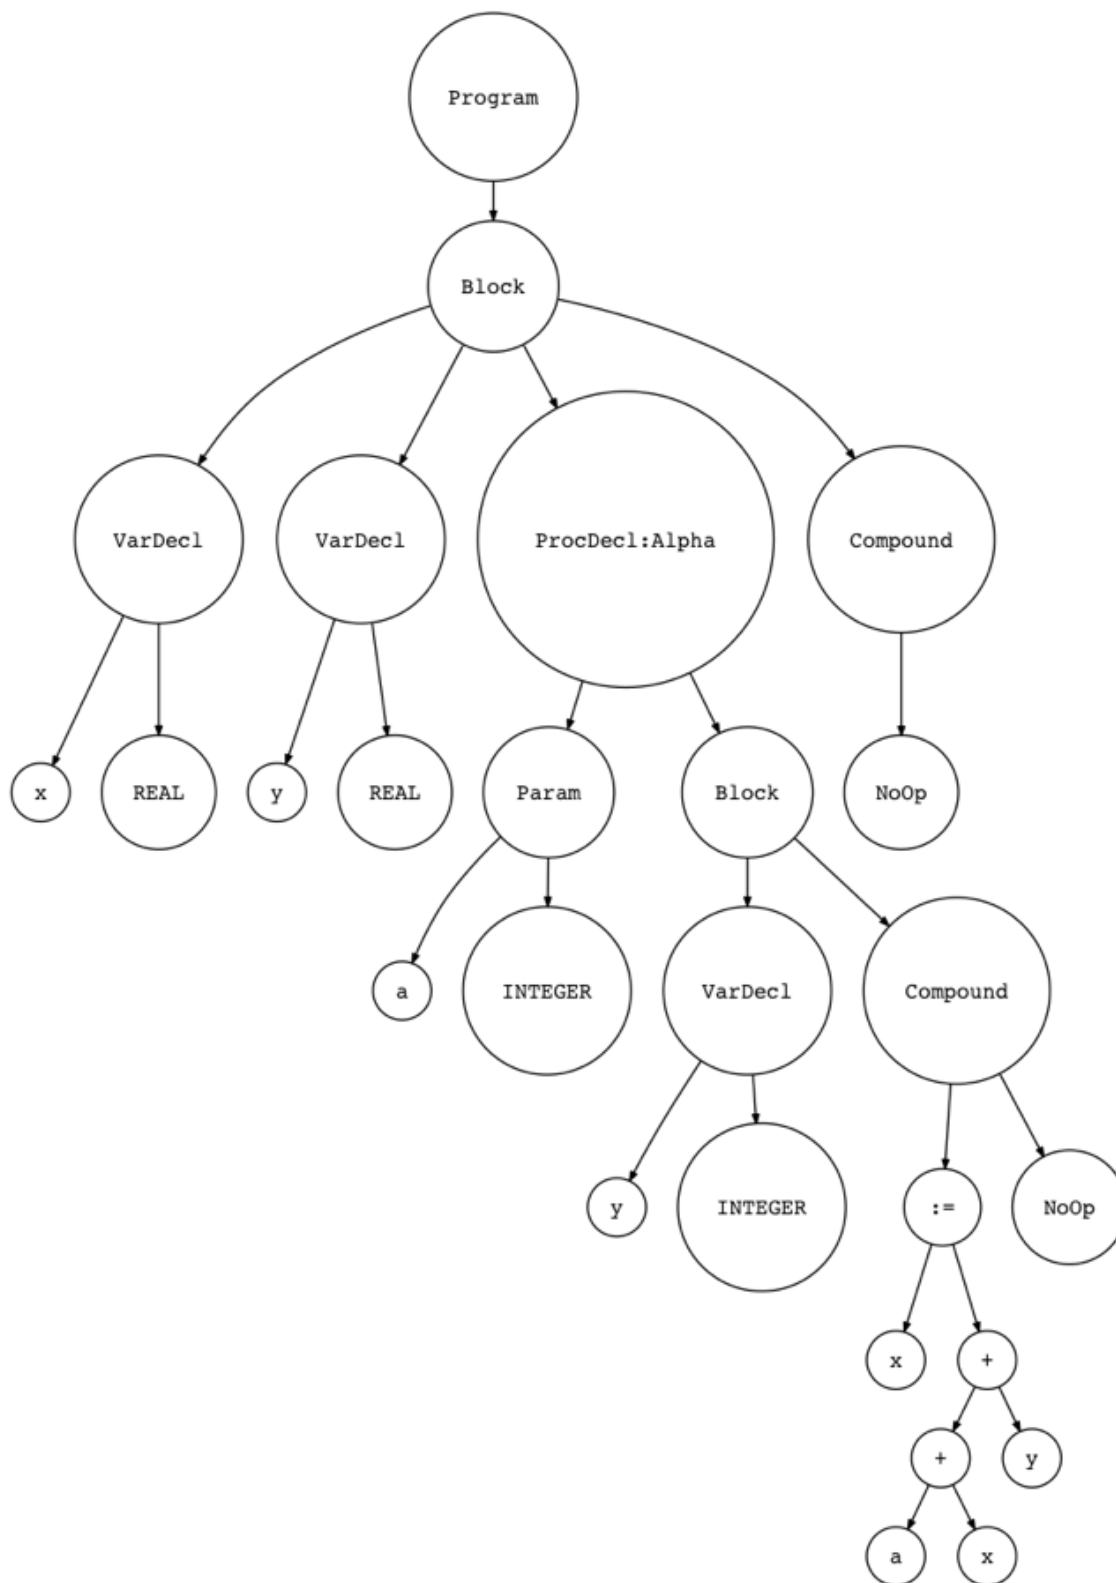 Program
Block
VarDecl
VarDecl
ProcDecl:Alpha
Compound
x
REAL
y
REAL
Param
Block
NoOp
a
INTEGER
VarDecl
Compound
y
INTEGER
:=
NoOp
x
+
+
y
a
x